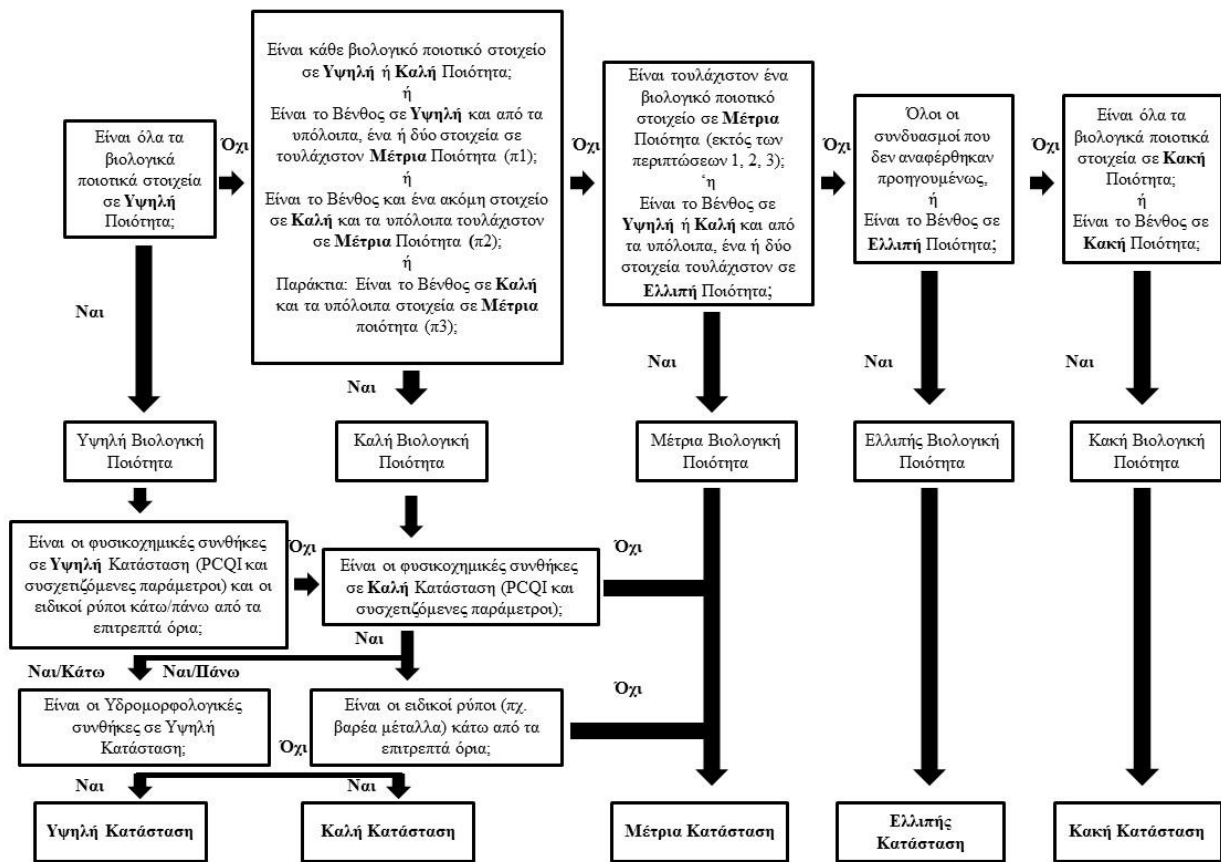 Είναι όλα τα
βιολογικά
ποιοτικά στοιχεία
σε Υψηλή
Ποιότητα;
Όχι
Ναι
Είναι κάθε βιολογικό ποιοτικό στοιχείο
σε Υψηλή ή Καλή Ποιότητα;
ή
Είναι το Βένθος σε Υψηλή και από τα
υπόλοιπα, ένα ή δύο στοιχεία σε
τουλάχιστον Μέτρια Ποιότητα (π1);
ή
Είναι το Βένθος και ένα ακόμη στοιχείο
σε Καλή και τα υπόλοιπα τουλάχιστον
σε Μέτρια Ποιότητα (π2);
ή
Παράκτια: Είναι το Βένθος σε Καλή
και τα υπόλοιπα στοιχεία σε Μέτρια
ποιότητα (π3);
Όχι
Ναι
Είναι τουλάχιστον ένα
βιολογικό ποιοτικό
στοιχείο σε Μέτρια
Ποιότητα (εκτός των
περιπτώσεων 1, 2, 3);
‘η
Είναι το Βένθος σε
Υψηλή ή Καλή και από
τα υπόλοιπα, ένα ή δύο
στοιχεία τουλάχιστον σε
Ελλιπή Ποιότητα;
Όχι
Ναι
Όλοι οι
συνδυασμοί που
δεν αναφέρθηκαν
προηγουμένως,
ή
Είναι το Βένθος σε
Ελλιπή Ποιότητα;
Όχι
Ναι
Είναι όλα τα
βιολογικά ποιοτικά
στοιχεία σε Κακή
Ποιότητα;
ή
Είναι το Βένθος σε
Κακή Ποιότητα;
Ναι
Υψηλή Βιολογική
Ποιότητα
Καλή Βιολογική
Ποιότητα
Μέτρια Βιολογική
Ποιότητα
Ελλιπής Βιολογική
Ποιότητα
Κακή Βιολογική
Ποιότητα
Είναι οι φυσικοχημικές συνθήκες
σε Υψηλή Κατάσταση (PCQI και
συσχετιζόμενες παράμετροι) και οι
ειδικοί ρύποι κάτω/πάνω από τα
επιτρεπτά όρια;
Όχι
Είναι οι φυσικοχημικές συνθήκες
σε Καλή Κατάσταση (PCQI και
συσχετιζόμενες παράμετροι);
Όχι
Ναι
Ναι/Κάτω
Ναι/Πάνω
Είναι οι Υδρομορφολογικές
συνθήκες σε Υψηλή
Κατάσταση;
Όχι
Είναι οι ειδικοί ρύποι (πχ.
βαρέα μέταλλα) κάτω από τα
επιτρεπτά όρια;
Όχι
Ναι
Ναι
Υψηλή Κατάσταση
Καλή Κατάσταση
Μέτρια Κατάσταση
Ελλιπής
Κατάσταση
Κακή Κατάσταση